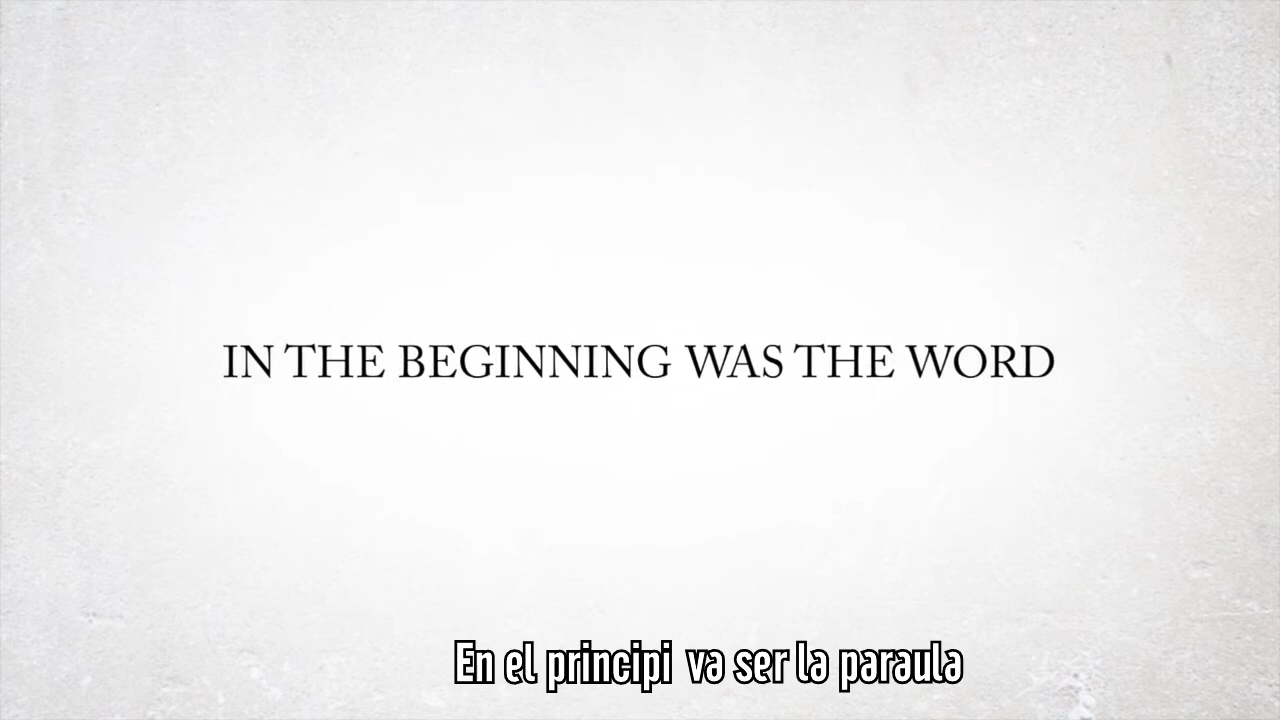 IN THE BEGINNING WAS THE WORD
En el principi va ser la paraula